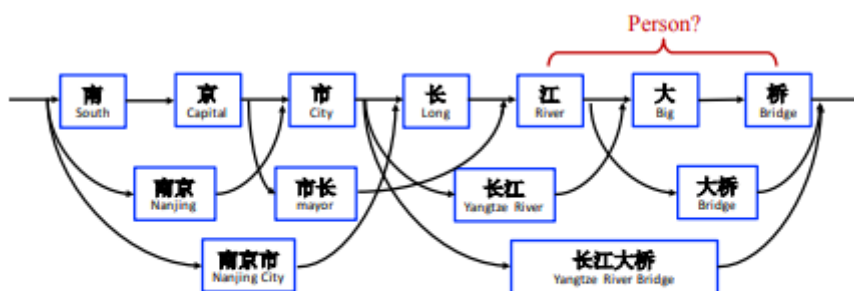 Person?
南
South
京
Capital
市
City
长
Long
江
River
大
Big
桥
Bridge
南京
Nanjing
市长
mayor
长江
Yangtze River
大桥
Bridge
南京市
Nanjing City
长江大桥
Yangtze River Bridge